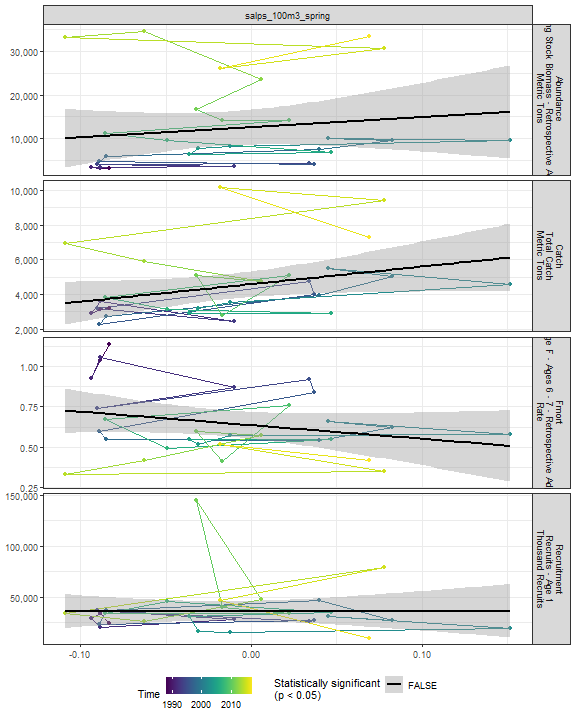 salps_100m3_spring
30,000
20,000
10,000
Abundance
ng Stock Biomass - Retrospective A
Metric Tons
10,000
8,000
6,000
4,000
2,000
Catch
Total Catch
Metric Tons
1.00
0.75
0.50
0.25
Fmort
ge F - Ages 6 - 7 - Retrospective Ad
Rate
150,000
100,000
50,000
Recruitment
Recruits - Age 1
Thousand Recruits
-0.10
0.00
0.10
Time
1990 2000 2010
Statistically significant
(p < 0.05)
FALSE